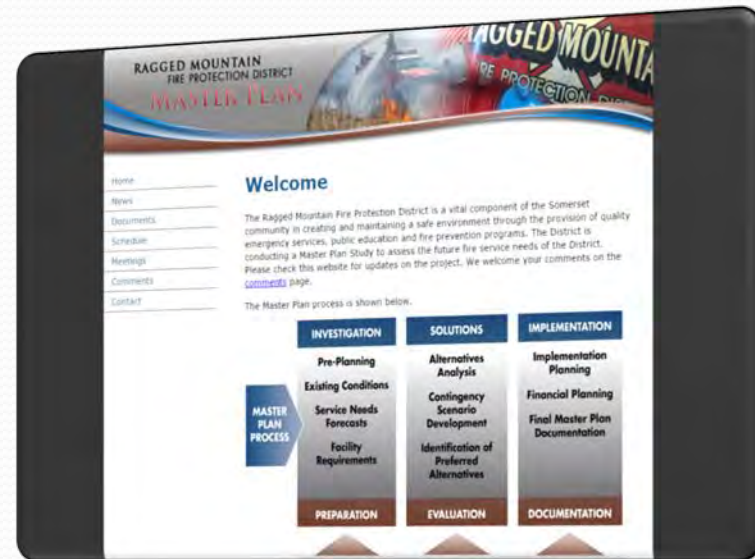 RAGGED MOUNTAIN
FIRE PROTECTION DISTRICT
MASTER PLAN
RAGGED MOUNTA
RE PROTECTION DIS
Home
News
Documents
Schedule
Meetings
Comments
Contact
Welcome
The Ragged Mountain Fire Protection District is a vital component of the Somerset
community in creating and maintaining a safe environment through the provision of quality
emergency services, public education and fire prevention programs. The District is
conducting a Master Plan Study to assess the future fire service needs of the District.
Please check this website for updates on the project. We welcome your comments on the
comments page.
The Master Plan process is shown below.
MASTER
PLAN
PROCESS
INVESTIGATION
Pre-Planning
Existing Conditions
Service Needs
Forecasts
Facility
Requirements
PREPARATION
SOLUTIONS
Alternatives
Analysis
Contingency
Scenario
Development
Identification of
Preferred
Alternatives
EVALUATION
IMPLEMENTATION
Implementation
Planning
Financial Planning
Final Master Plan
Documentation
DOCUMENTATION